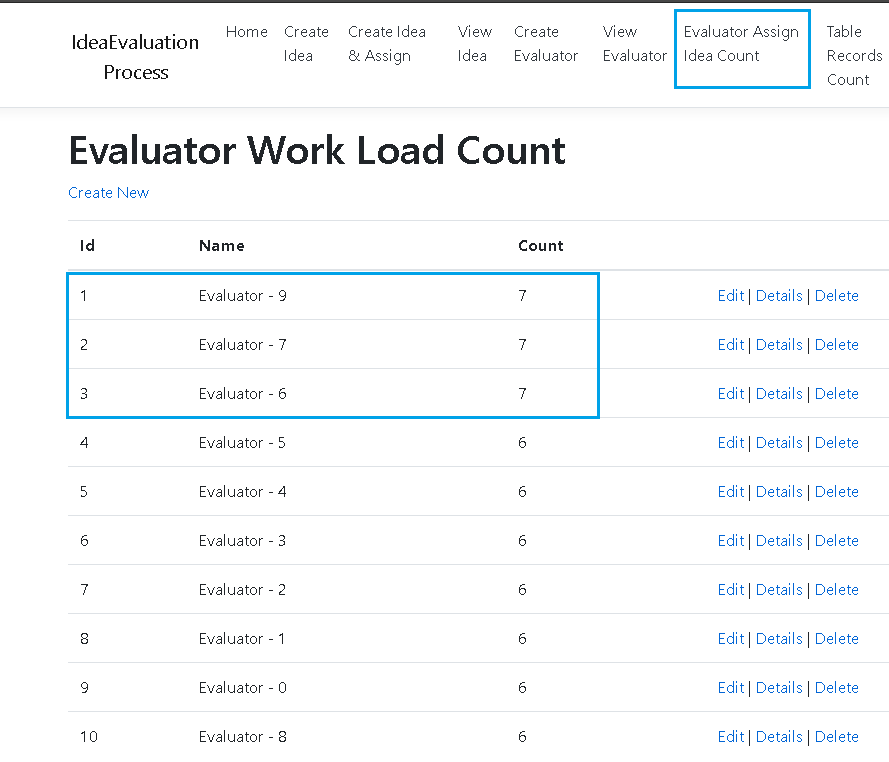 IdeaEvaluation Process
Home
Create Idea
Create Idea & Assign
View Idea
Create Evaluator
View Evaluator
Evaluator Assign Idea Count
Table Records Count
Evaluator Work Load Count
Create New
Id Name Count
1 Evaluator - 9 7 Edit | Details | Delete
2 Evaluator - 7 7 Edit | Details | Delete
3 Evaluator - 6 7 Edit | Details | Delete
4 Evaluator - 5 6 Edit | Details | Delete
5 Evaluator - 4 6 Edit | Details | Delete
6 Evaluator - 3 6 Edit | Details | Delete
7 Evaluator - 2 6 Edit | Details | Delete
8 Evaluator - 1 6 Edit | Details | Delete
9 Evaluator - 0 6 Edit | Details | Delete
10 Evaluator - 8 6 Edit | Details | Delete